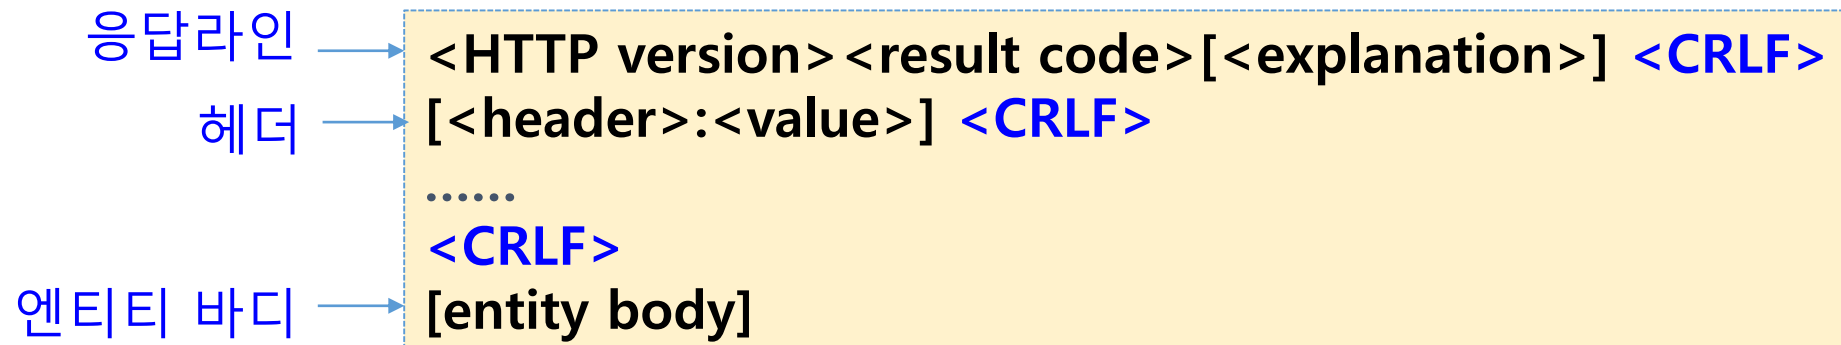 응답라인 <HTTP version><result code>[<explanation>] <CRLF>
헤더 [<header>:<value>] <CRLF>
......
<CRLF>
엔티티 바디 [entity body]